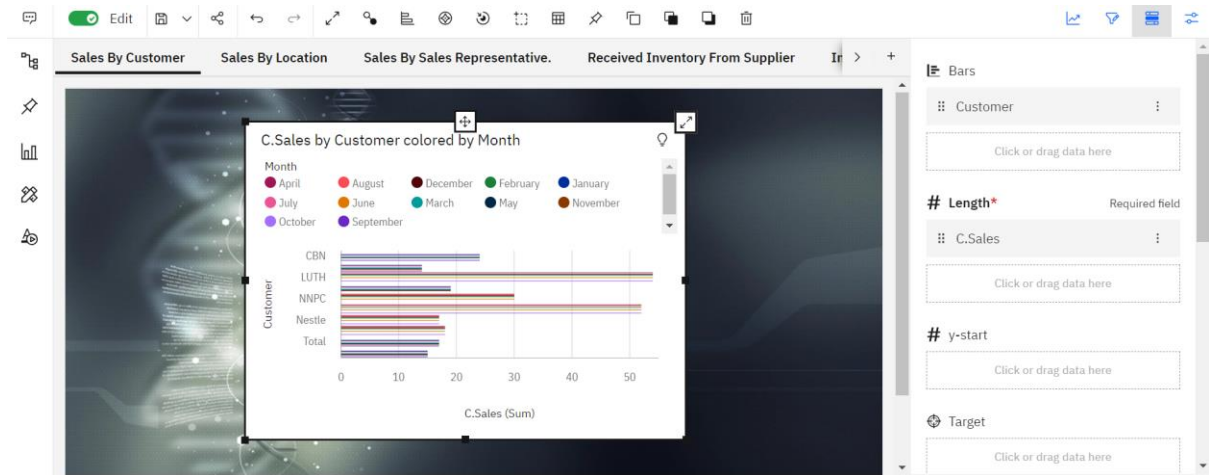 Edit
Sales By Customer Sales By Location Sales By Sales Representative. Received Inventory From Supplier
C.Sales by Customer colored by Month
Month
April August December February January
July June March May November
October September
Customer
CBN
LUTH
NNPC
Nestle
Total
0 10 20 30 40 50
C.Sales (Sum)
Bars
Customer
Click or drag data here
# Length* Required field
C.Sales
Click or drag data here
# y-start
Click or drag data here
Target
Click or drag data here